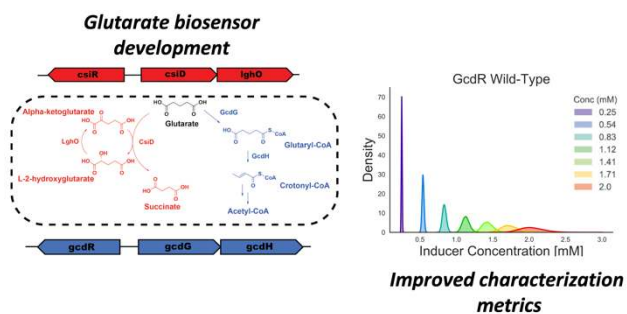 Glutarate biosensor
development
csiR
csiD
lghO
Alpha-ketoglutarate
Glutarate
GcdG
LghO
CsiD
Glutaryl-CoA
GcdH
L-2-hydroxyglutarate
Crotonyl-CoA
Succinate
Acetyl-CoA
gcdR
gcdG
gcdH
GcdR Wild-Type
Density
70
60
50
40
30
20
10
0
0.5
1.0
1.5
2.0
2.5
3.0
Inducer Concentration [mM]
Conc (mM)
0.25
0.54
0.83
1.12
1.41
1.71
2.0
Improved characterization
metrics